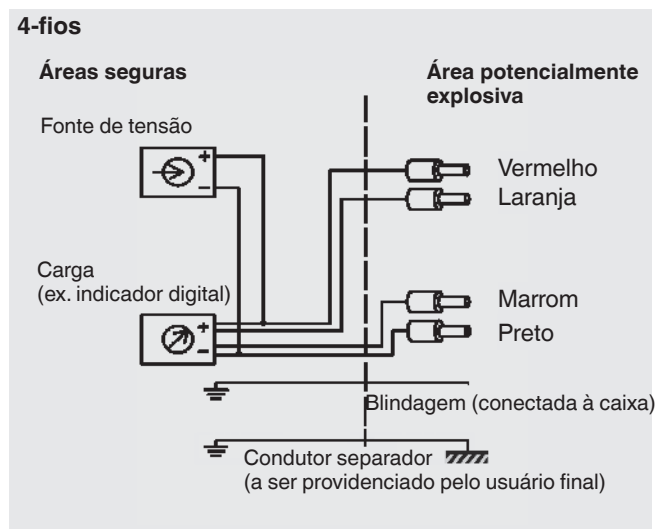 4-fios
Áreas seguras
Área potencialmente
explosiva
Fonte de tensão
+
−
Vermelho
Laranja
Carga
(ex. indicador digital)
+
−
Marrom
Preto
Blindagem (conectada à caixa)
Condutor separador
(a ser providenciado pelo usuário final)